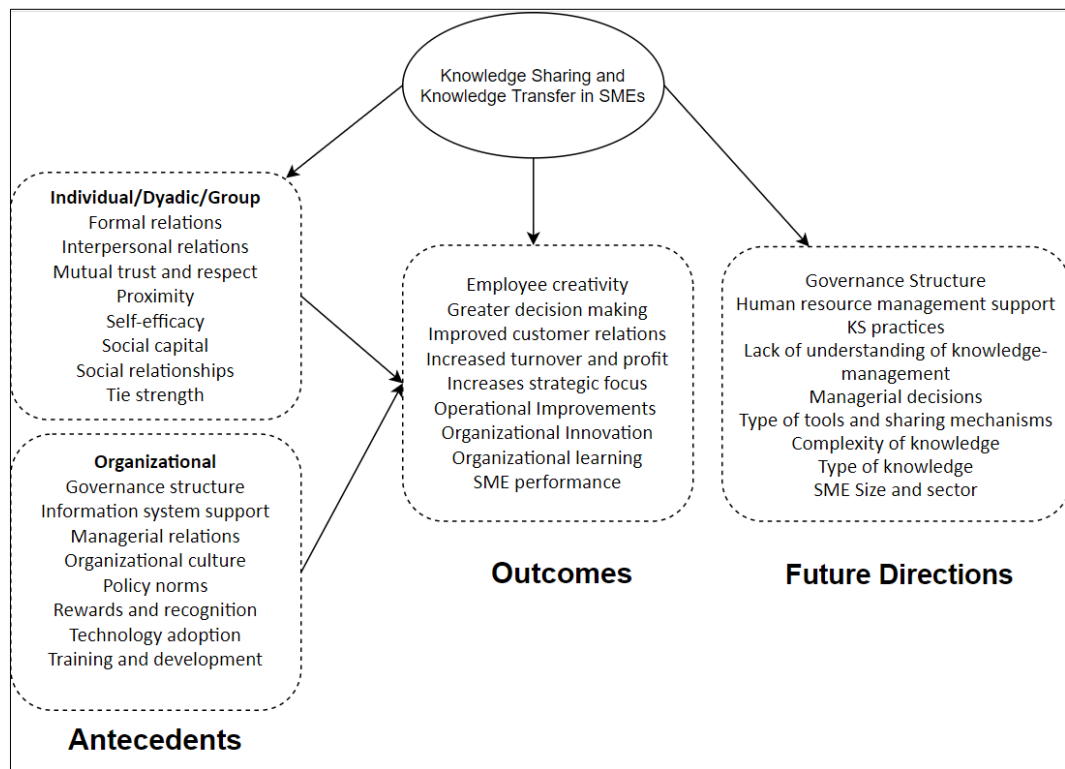 Knowledge Sharing and
Knowledge Transfer in SMEs
Individual/Dyadic/Group
Formal relations
Interpersonal relations
Mutual trust and respect
Proximity
Self-efficacy
Social capital
Social relationships
Tie strength
Organizational
Governance structure
Information system support
Managerial relations
Organizational culture
Policy norms
Rewards and recognition
Technology adoption
Training and development
Antecedents
Employee creativity
Greater decision making
Improved customer relations
Increased turnover and profit
Increases strategic focus
Operational Improvements
Organizational Innovation
Organizational learning
SME performance
Outcomes
Governance Structure
Human resource management support
KS practices
Lack of understanding of knowledge-
management
Managerial decisions
Type of tools and sharing mechanisms
Complexity of knowledge
Type of knowledge
SME Size and sector
Future Directions